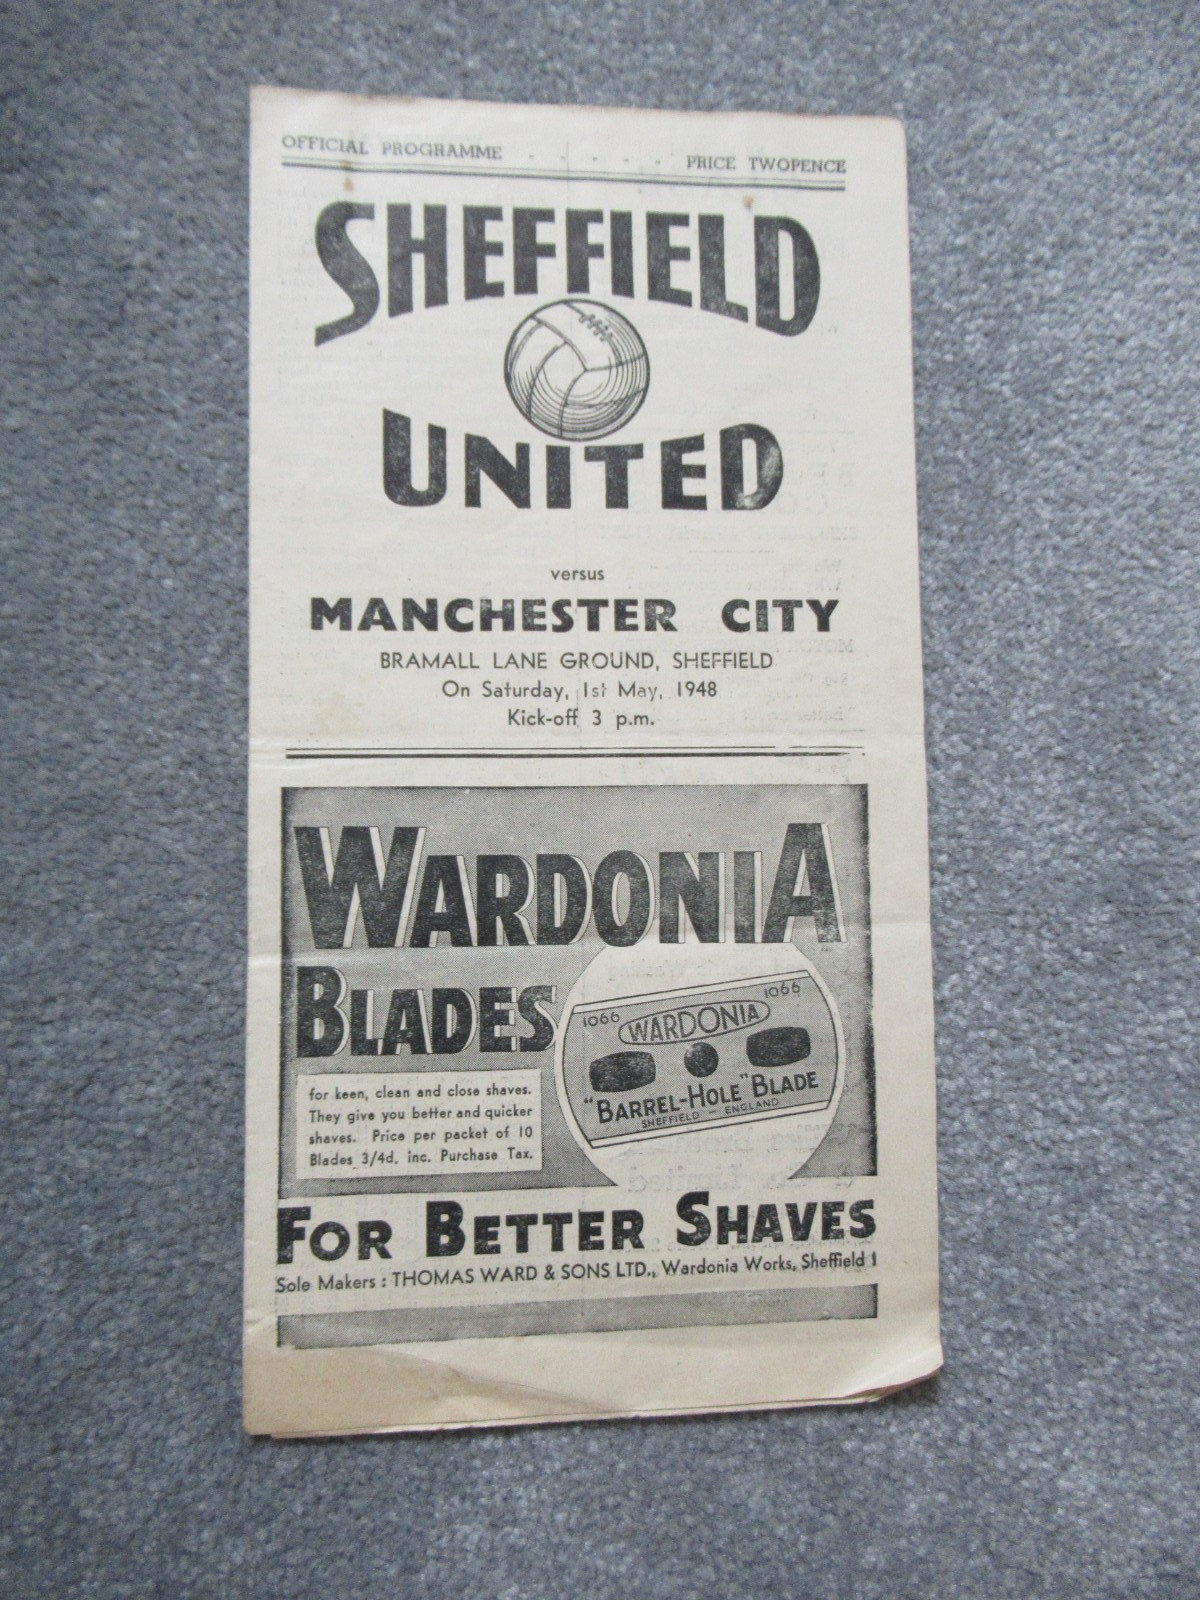 OFFICIAL PROGRAMME . . . . . PRICE TWOPENCE
SHEFFIELD
UNITED
versus
MANCHESTER CITY
BRAMALL LANE GROUND, SHEFFIELD
On Saturday, 1st May, 1948
Kick-off 3 p.m.
WARDONIA
BLADES
1066 WARDONIA 1066
"BARREL-HOLE" BLADE
SHEFFIELD - ENGLAND
for keen, clean and close shaves.
They give you better and quicker
shaves. Price per packet of 10
Blades 3/4d. inc. Purchase Tax.
FOR BETTER SHAVES
Sole Makers : THOMAS WARD & SONS LTD., Wardonia Works, Sheffield 1